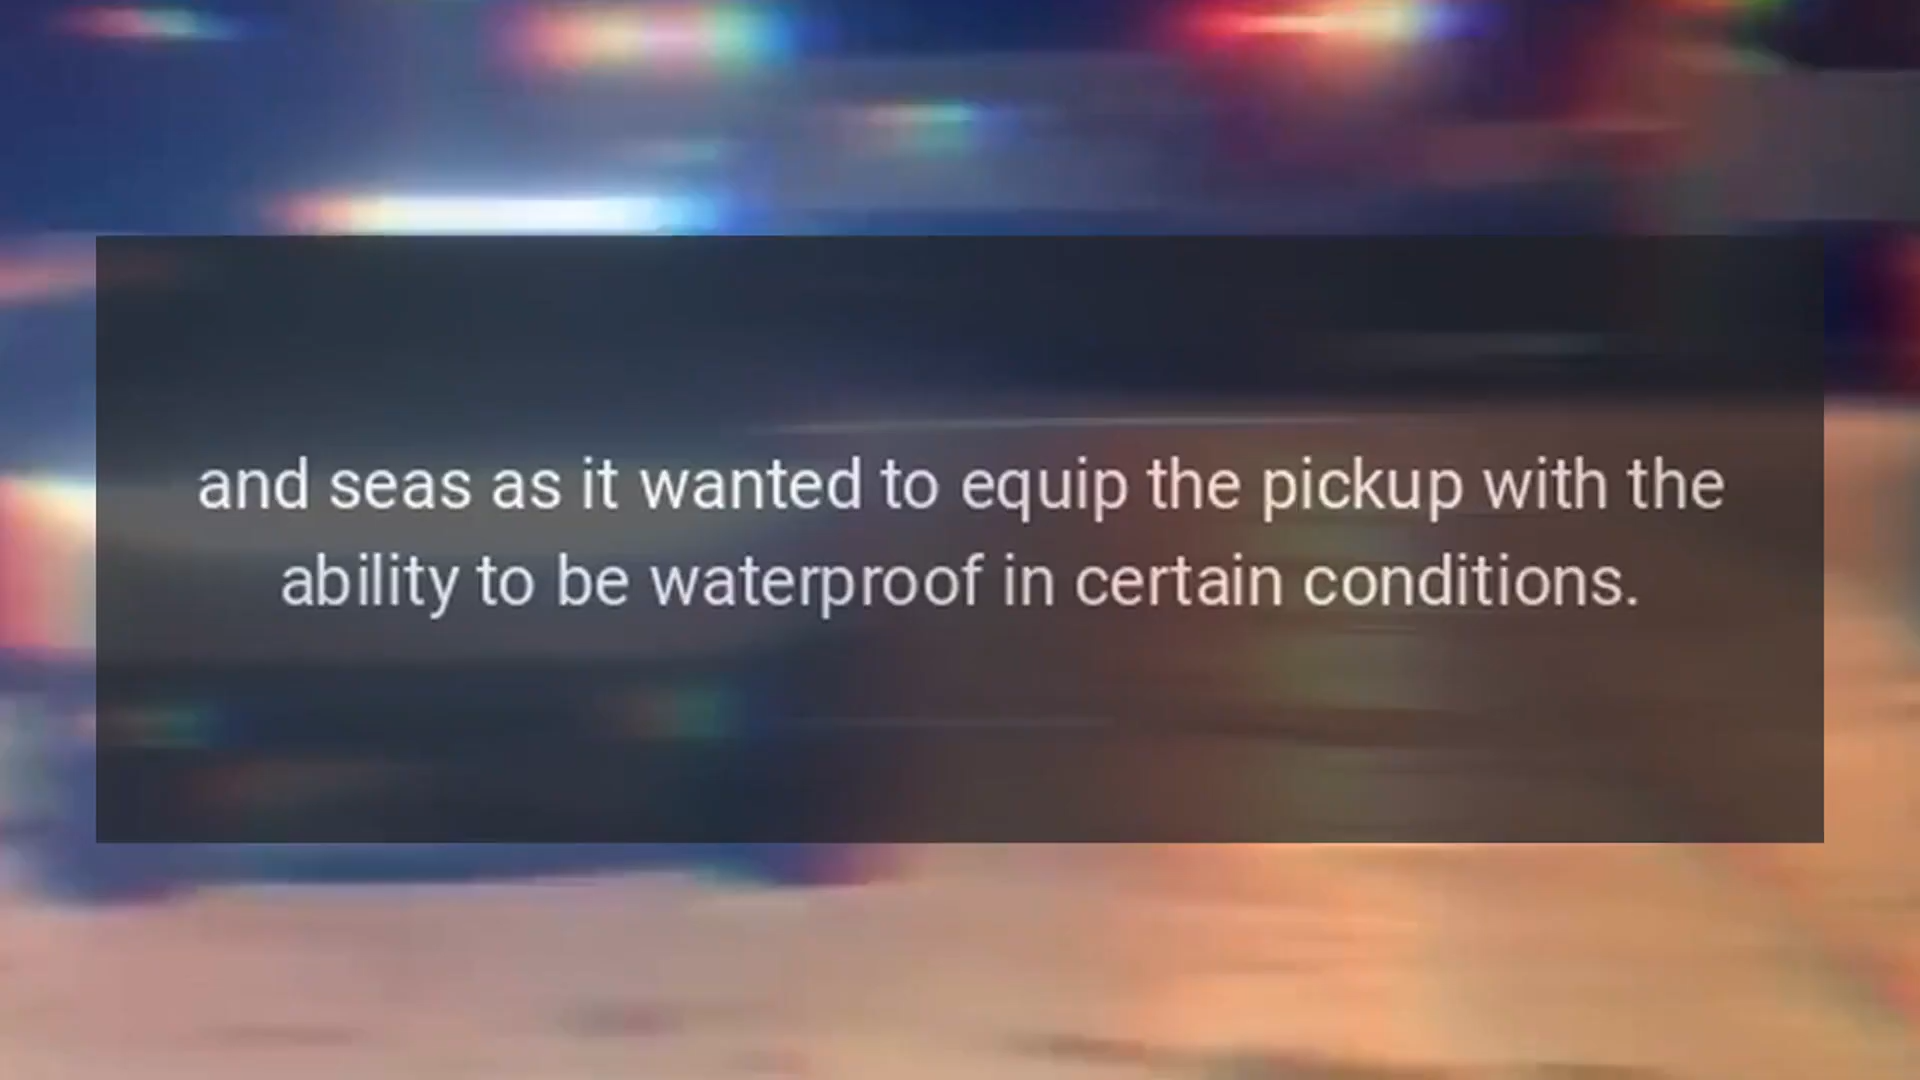 and seas as it wanted to equip the pickup with the
ability to be waterproof in certain conditions.